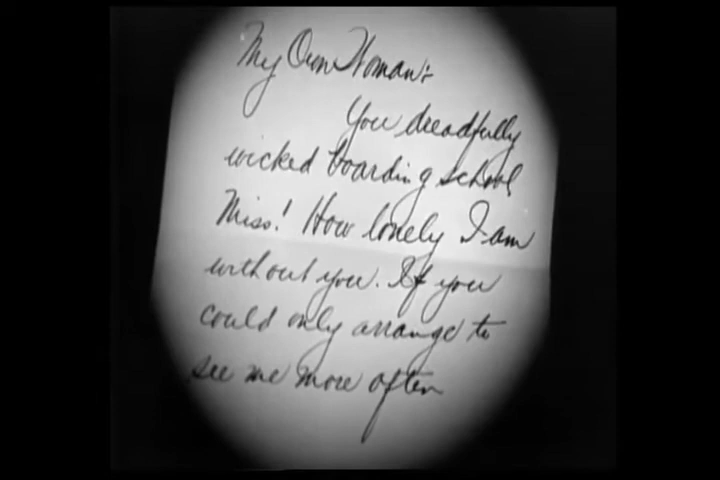 My Own Woman:
You dreadfully
wicked boarding school
Miss! How lonely I am
without you. If you
could only arrange to
see me more often